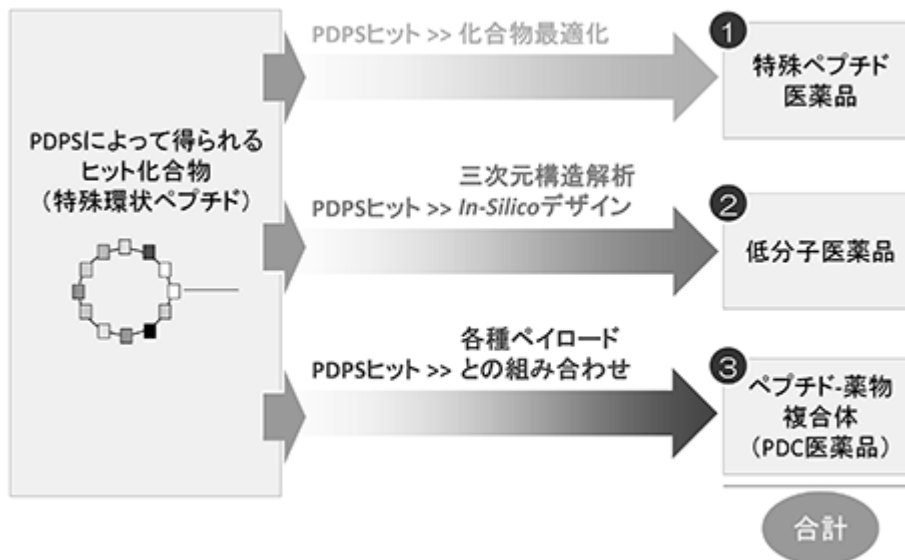 PDPSによって得られる
ヒット化合物
（特殊環状ペプチド）
PDPSヒット >> 化合物最適化
❶
特殊ペプチド
医薬品
三次元構造解析
PDPSヒット >> In-Silicoデザイン
❷
低分子医薬品
各種ペイロード
PDPSヒット >> との組み合わせ
❸
ペプチド-薬物
複合体
（PDC医薬品）
合計